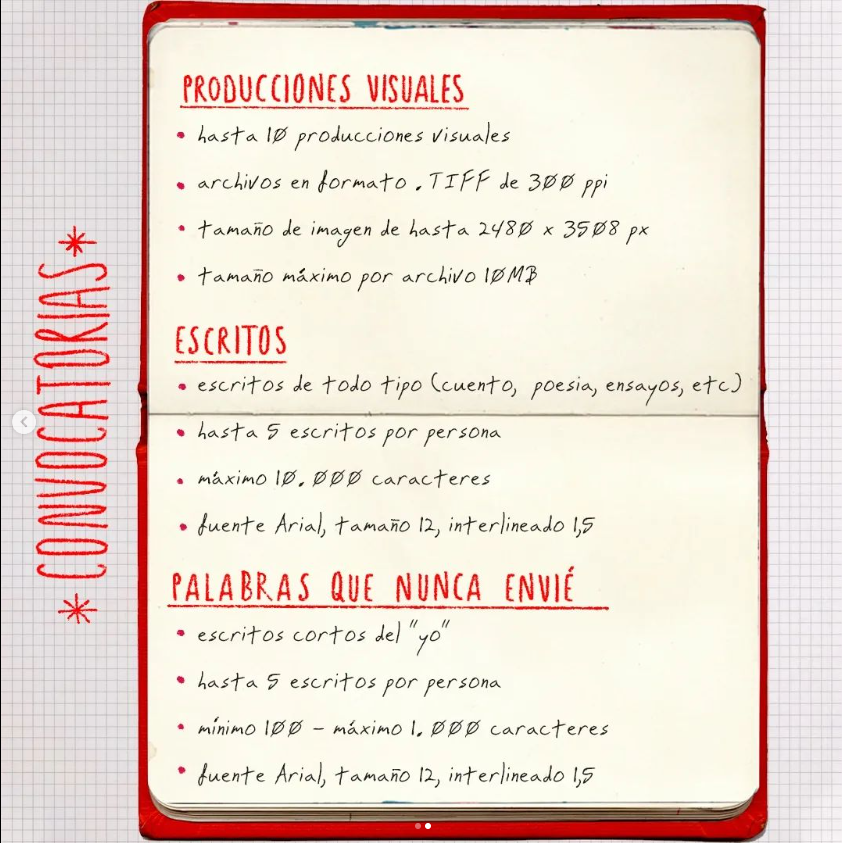 * CONVOCATORIAS *
PRODUCCIONES VISUALES
• hasta 10 producciones visuales
• archivos en formato .TIFF de 300 ppi
• tamaño de imagen de hasta 2480 x 3508 px
• tamaño máximo por archivo 10MB
ESCRITOS
• escritos de todo tipo (cuento, poesia, ensayos, etc)
• hasta 5 escritos por persona
• máximo 10.000 caracteres
• fuente Arial, tamaño 12, interlineado 1,5
PALABRAS QUE NUNCA ENVIÉ
• escritos cortos del "yo"
• hasta 5 escritos por persona
• mínimo 100 - máximo 1.000 caracteres
• fuente Arial, tamaño 12, interlineado 1,5